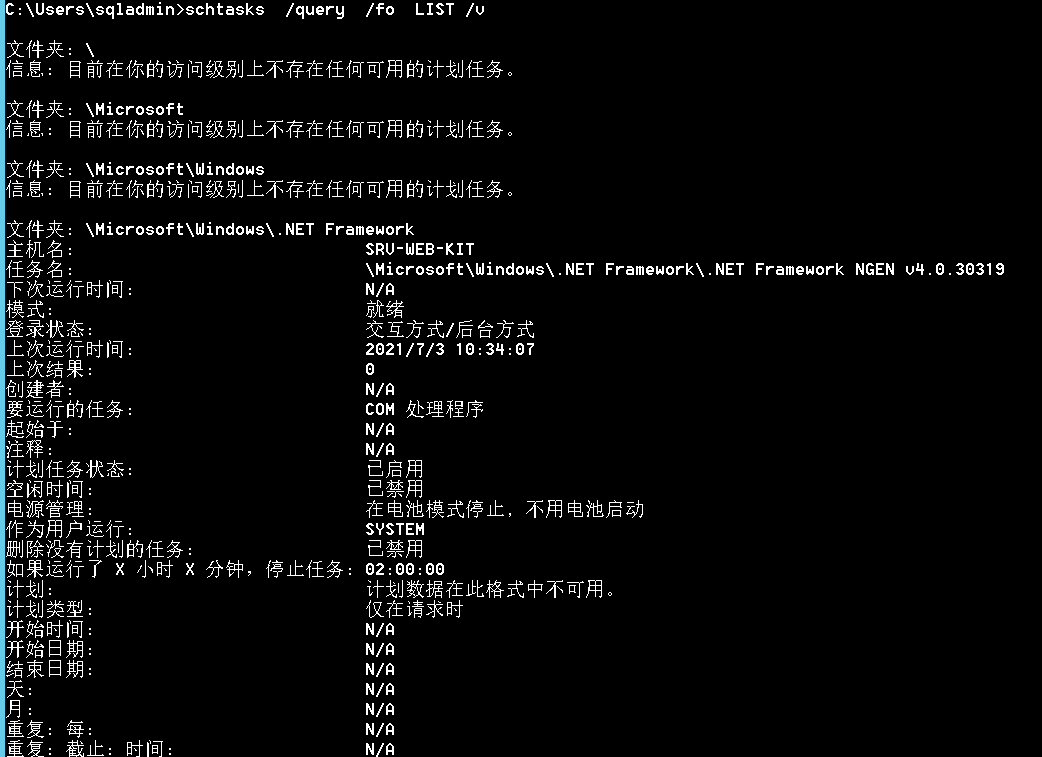 C:\Users\sqladmin>schtasks  /query  /fo  LIST /v
文件夹: \
信息: 目前在你的访问级别上不存在任何可用的计划任务。
文件夹: \Microsoft
信息: 目前在你的访问级别上不存在任何可用的计划任务。
文件夹: \Microsoft\Windows
信息: 目前在你的访问级别上不存在任何可用的计划任务。
文件夹: \Microsoft\Windows\.NET Framework
主机名: SRV-WEB-KIT
任务名: \Microsoft\Windows\.NET Framework\.NET Framework NGEN v4.0.30319
下次运行时间: N/A
模式: 就绪
登录状态: 交互方式/后台方式
上次运行时间: 2021/7/3 10:34:07
上次结果: 0
创建者: N/A
要运行的任务: COM 处理程序
起始于: N/A
注释: N/A
计划任务状态: 已启用
空闲时间: 已禁用
电源管理: 在电池模式停止, 不用电池启动
作为用户运行: SYSTEM
删除没有计划的任务: 已禁用
如果运行了 X 小时 X 分钟，停止任务: 02:00:00
计划: 计划数据在此格式中不可用。
计划类型: 仅在请求时
开始时间: N/A
开始日期: N/A
结束日期: N/A
天: N/A
月: N/A
重复: 每: N/A
重复: 截止: 时间: N/A